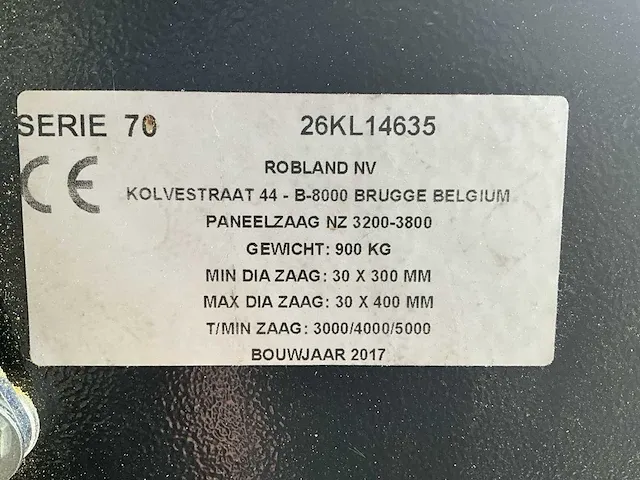 SERIE 70 26KL14635
CE
ROBLAND NV
KOLVESTRAAT 44 - B-8000 BRUGGE BELGIUM
PANEELZAAG NZ 3200-3800
GEWICHT: 900 KG
MIN DIA ZAAG: 30 X 300 MM
MAX DIA ZAAG: 30 X 400 MM
T/MIN ZAAG: 3000/4000/5000
BOUWJAAR 2017